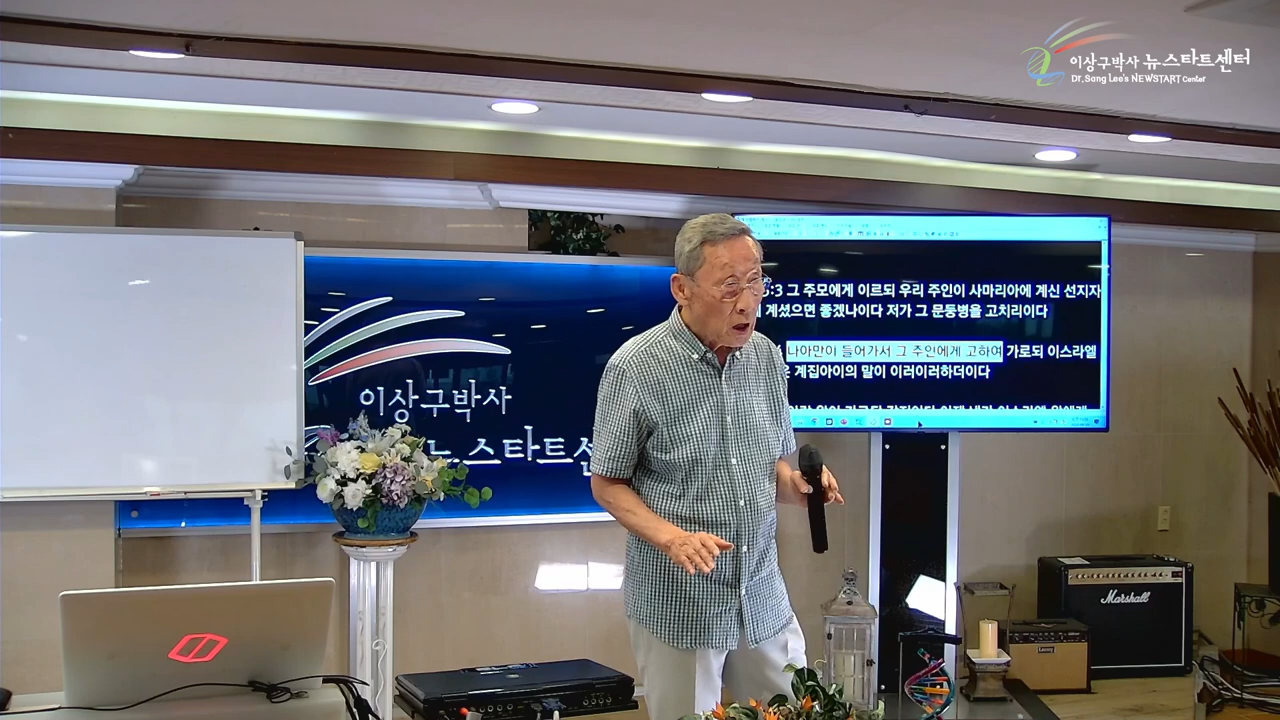 이상구박사 뉴스타트센터
Dr. Sang Lee's NEWSTART Center
:3 그 주모에게 이르되 우리 주인이 사마리아에 계신 선지자
계셨으면 좋겠나이다 저가 그 문둥병을 고치리이다
나아만이 들어가서 그 주인에게 고하여 가로되 이스라엘
계집아이의 말이 이러이러하더이다
이상구박사
뉴스타트센
Marshall
Laney